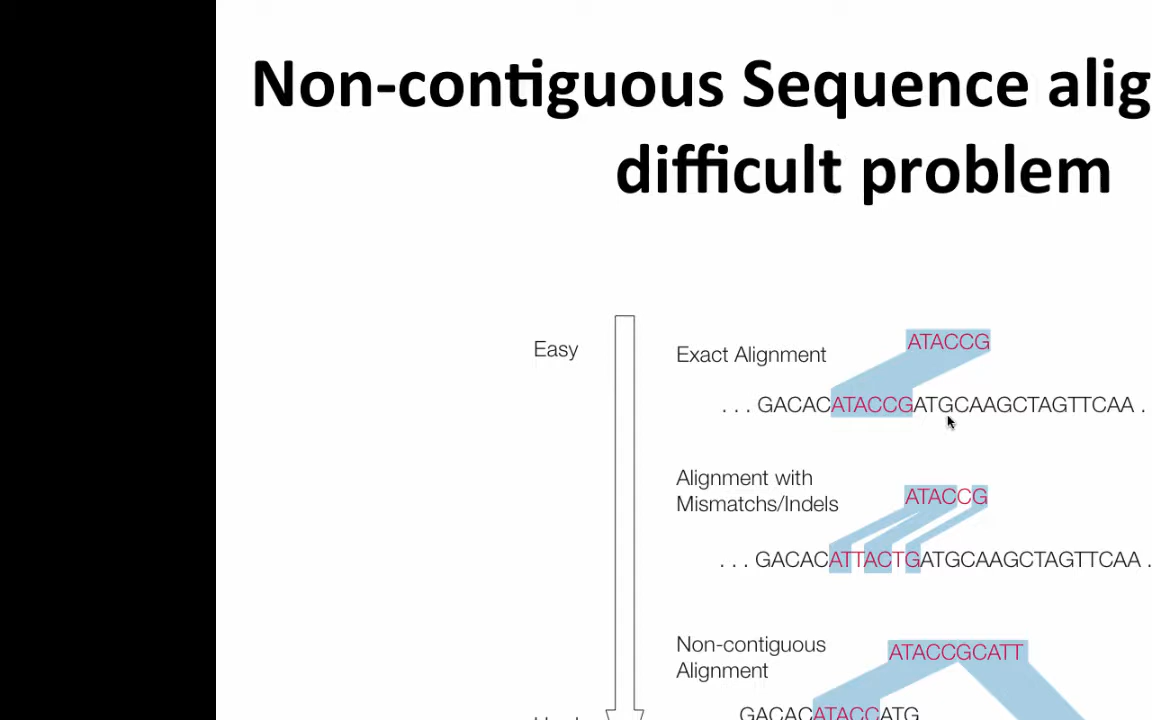 Non-contiguous Sequence alig
difficult problem
Easy
Exact Alignment
ATACCG
. . . GACACATACCGATGCAAGCTAGTTCAA .
Alignment with
Mismatchs/Indels
ATACCG
. . . GACACATTACTGATGCAAGCTAGTTCAA .
Non-contiguous
Alignment
ATACCGCATT
GACACATACCATG